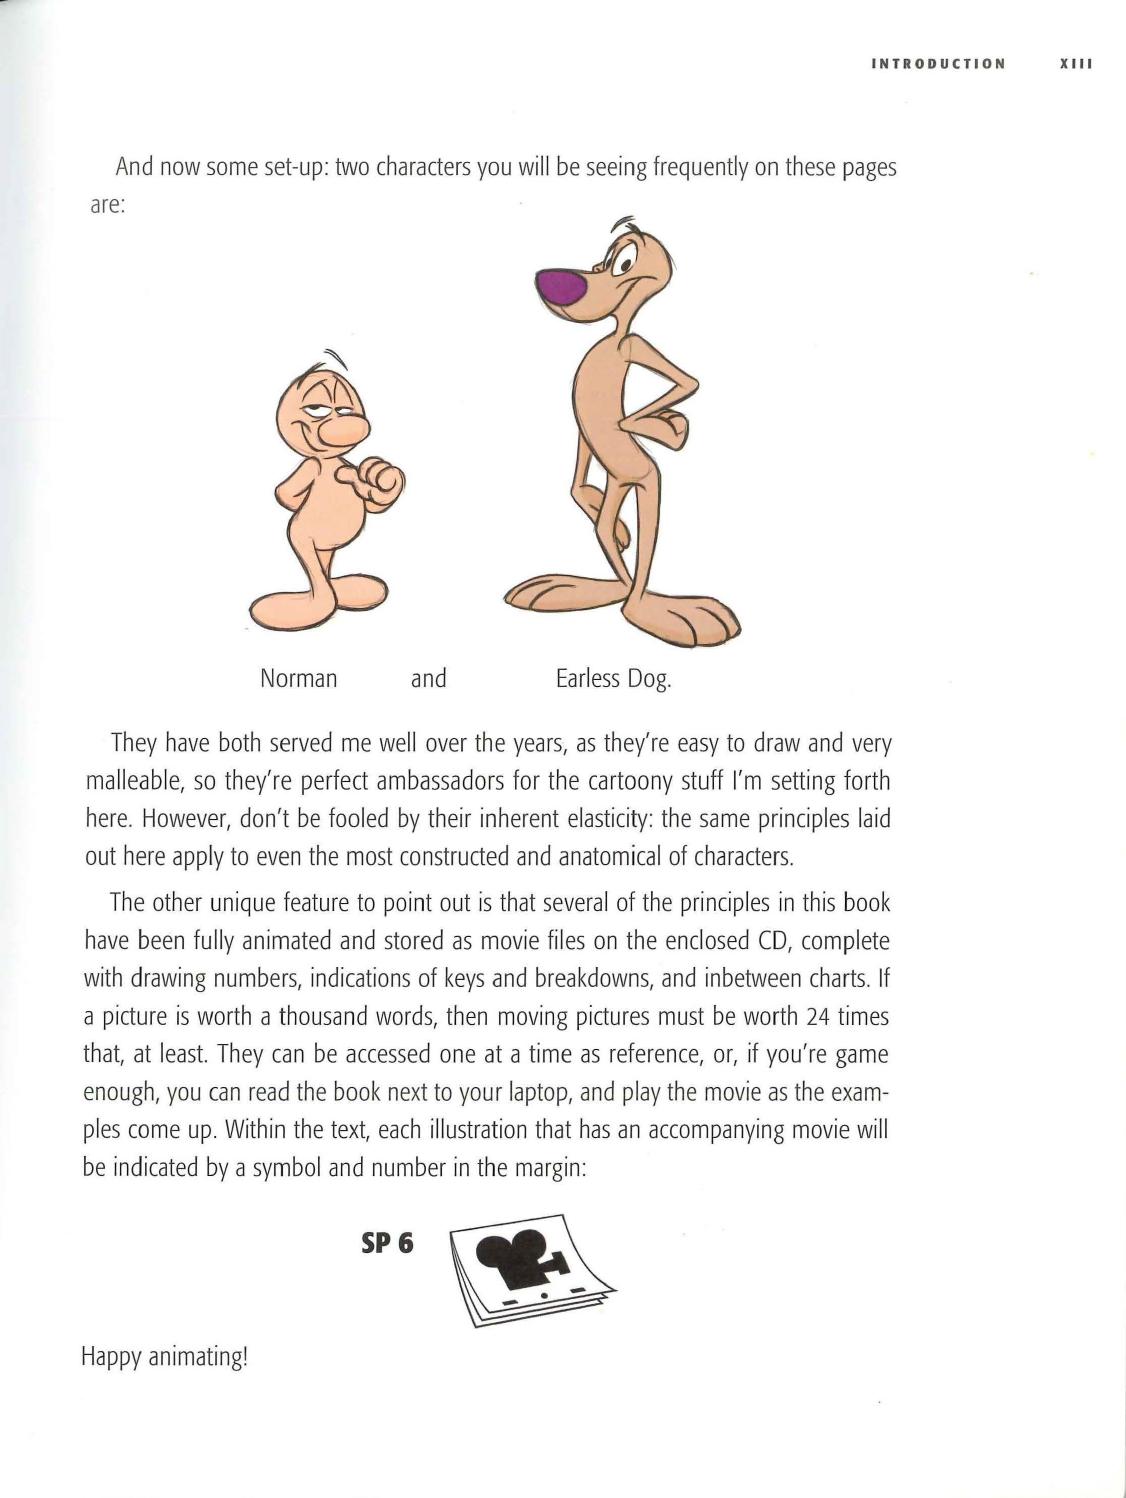 INTRODUCTION XIII
And now some set-up: two characters you will be seeing frequently on these pages
are:
Norman and Earless Dog.
They have both served me well over the years, as they're easy to draw and very
malleable, so they're perfect ambassadors for the cartoony stuff I'm setting forth
here. However, don't be fooled by their inherent elasticity: the same principles laid
out here apply to even the most constructed and anatomical of characters.
The other unique feature to point out is that several of the principles in this book
have been fully animated and stored as movie files on the enclosed CD, complete
with drawing numbers, indications of keys and breakdowns, and inbetween charts. If
a picture is worth a thousand words, then moving pictures must be worth 24 times
that, at least. They can be accessed one at a time as reference, or, if you're game
enough, you can read the book next to your laptop, and play the movie as the exam-
ples come up. Within the text, each illustration that has an accompanying movie will
be indicated by a symbol and number in the margin:
SP 6
Happy animating!